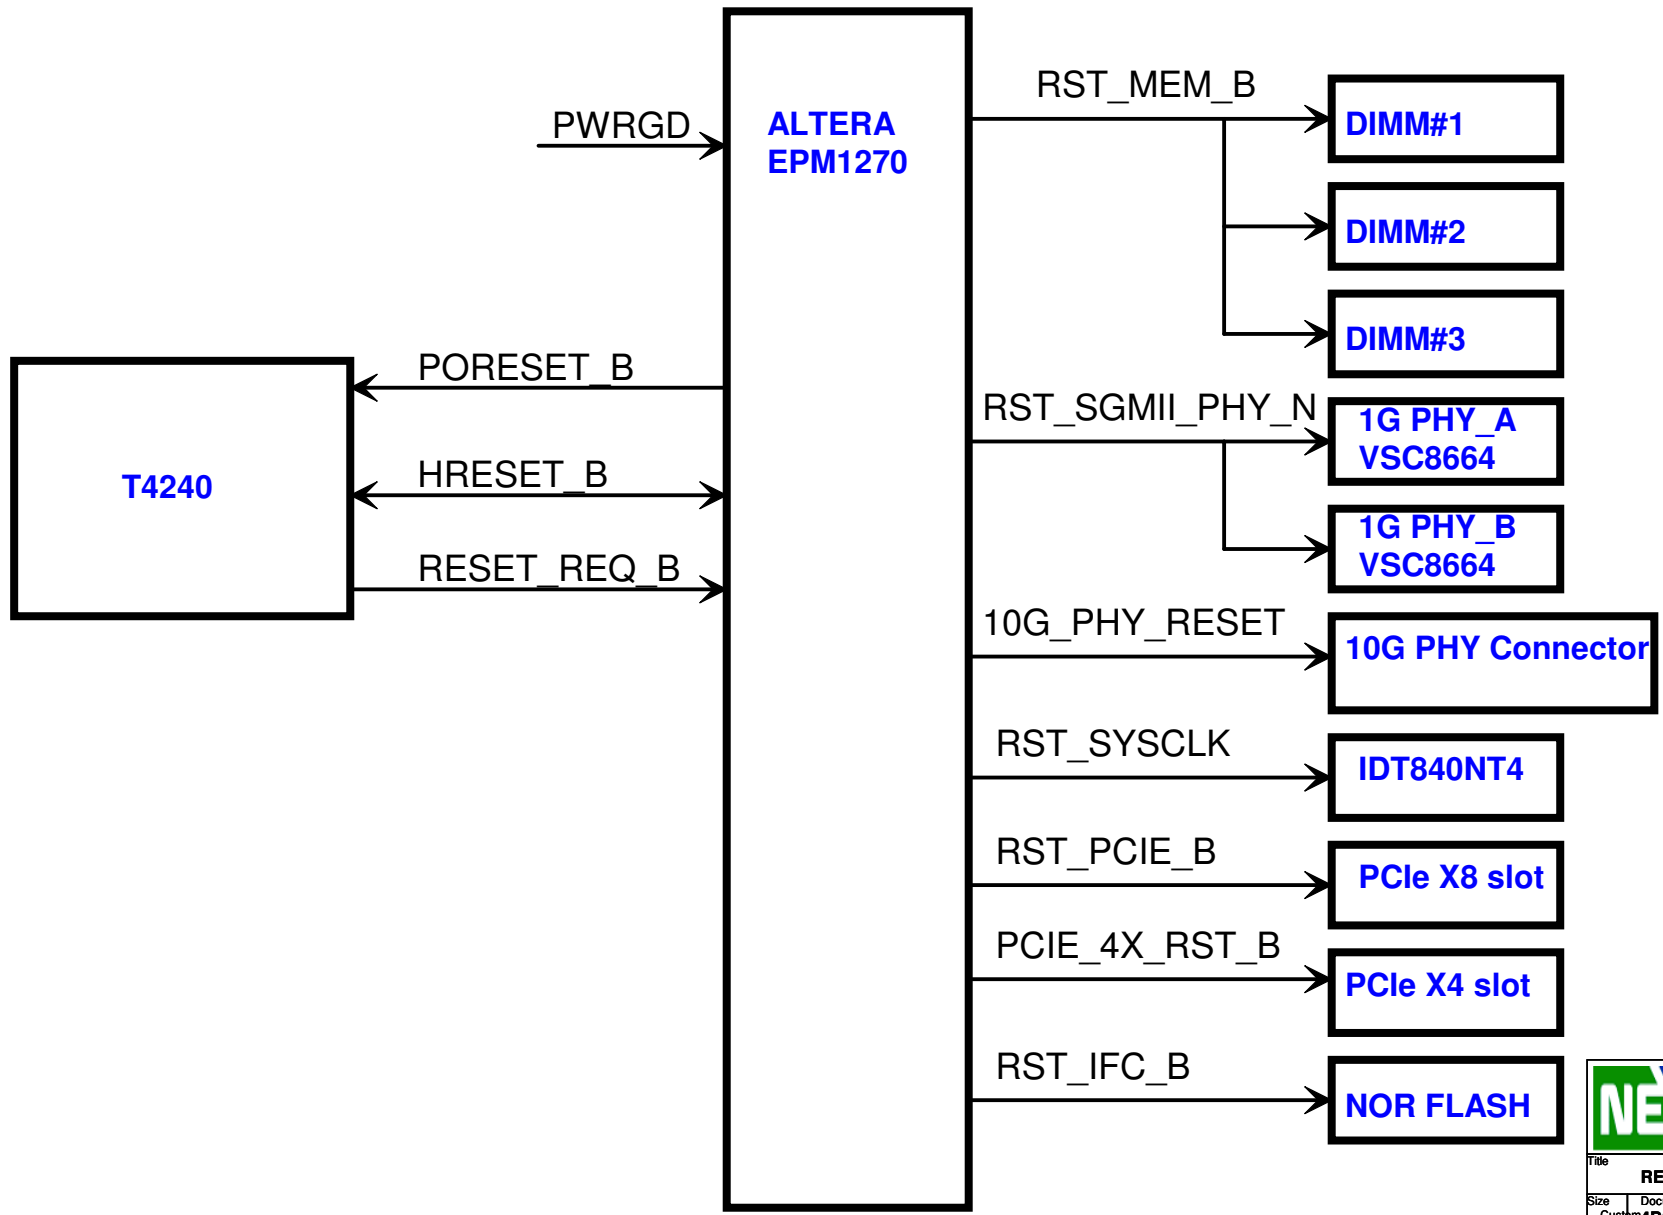 PWRGD
ALTERA
EPM1270
RST_MEM_B
DIMM#1
DIMM#2
DIMM#3
T4240
PORESET_B
HRESET_B
RESET_REQ_B
RST_SGMII_PHY_N
1G PHY_A
VSC8664
1G PHY_B
VSC8664
10G_PHY_RESET
10G PHY Connector
RST_SYSCLK
IDT840NT4
RST_PCIE_B
PCIe X8 slot
PCIE_4X_RST_B
PCIe X4 slot
RST_IFC_B
NOR FLASH
NE
Title
RE
Size